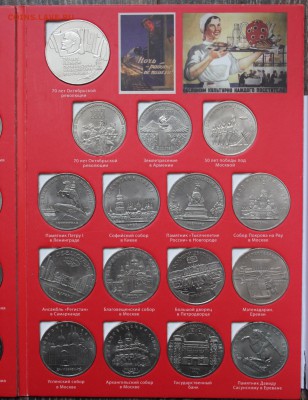 70 лет Октябрьской
революции
70 лет Октябрьской
революции
Землетрясение
в Армении
50 лет победы под
Москвой
Памятник Петру I
в Ленинграде
Софийский собор
в Киеве
Памятник "Тысячелетие
России" в Новгороде
Собор Покрова на Рву
в Москве
Ансамбль "Регистан"
в Самарканде
Благовещенский собор
в Москве
Большой дворец
в Петродворце
Матенадаран,
Ереван
Успенский собор
в Москве
Архангельский собор
в Москве
Государственный
банк
Памятник Давиду
Сасунскому в Ереване